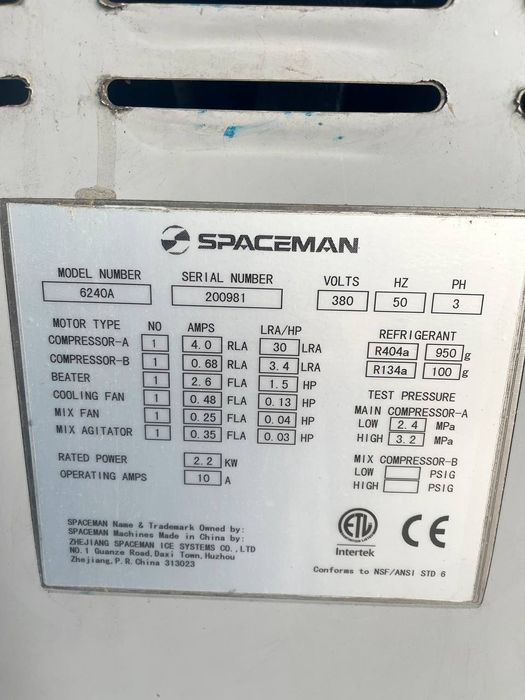 SPACEMAN
MODEL NUMBER SERIAL NUMBER VOLTS HZ PH
6240A 200981 380 50 3
MOTOR TYPE NO AMPS LRA/HP
COMPRESSOR-A 1 4.0 RLA 30 LRA
COMPRESSOR-B 1 0.68 RLA 3.4 LRA
BEATER 1 2.6 FLA 1.5 HP
COOLING FAN 1 0.48 FLA 0.13 HP
MIX FAN 1 0.25 FLA 0.04 HP
MIX AGITATOR 1 0.35 FLA 0.03 HP
RATED POWER 2.2 KW
OPERATING AMPS 10 A
REFRIGERANT
R404a 950 g
R134a 100 g
TEST PRESSURE
MAIN COMPRESSOR-A
LOW 2.4 MPa
HIGH 3.2 MPa
MIX COMPRESSOR-B
LOW PSIG
HIGH PSIG
SPACEMAN Name & Trademark Owned by:
SPACEMAN Machines Made in China by:
ZHEJIANG SPACEMAN ICE SYSTEMS CO.,LTD
NO.1 Guanze Road,Daxi Town,Huzhou
Zhejiang,P.R.China 313023
ETL CE
Intertek
Conforms to NSF/ANSI STD 6